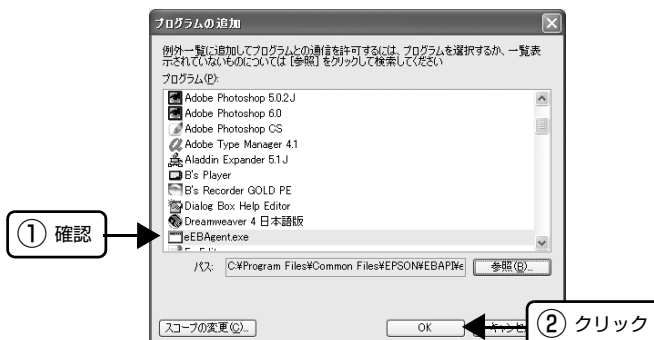 プログラムの追加
例外一覧に追加してプログラムとの通信を許可するには、プログラムを選択するか、一覧表
示されていないものについては [参照] をクリックして検索してください
プログラム(P):
Adobe Photoshop 5.0.2J
Adobe Photoshop 6.0
Adobe Photoshop CS
Adobe Type Manager 4.1
Aladdin Expander 5.1 J
B's Player
B's Recorder GOLD PE
Dialog Box Help Editor
Dreamweaver 4 日本語版
eEBAgent.exe
① 確認
パス: C:¥Program Files¥Common Files¥EPSON¥EBAPI¥e
参照(B)...
スコープの変更(C)...
OK
② クリック